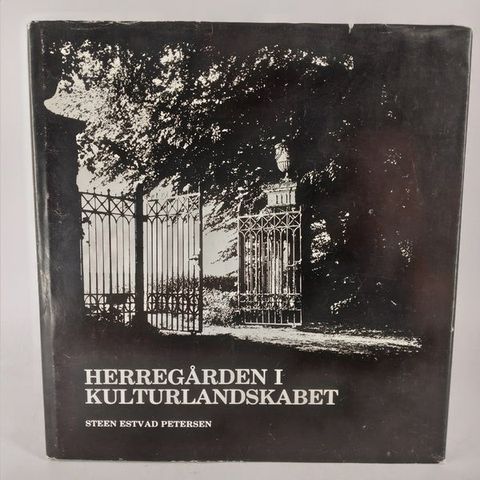 HERREGÅRDEN I
KULTURLANDSKABET
STEEN ESTVAD PETERSEN